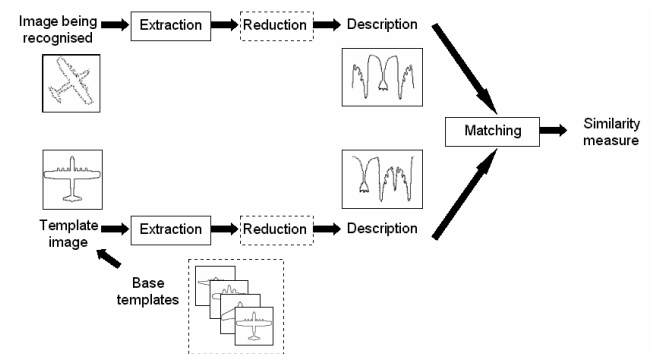 Image being
recognised
Extraction
Reduction
Description
Matching
Similarity
measure
Template
image
Extraction
Reduction
Description
Base
templates